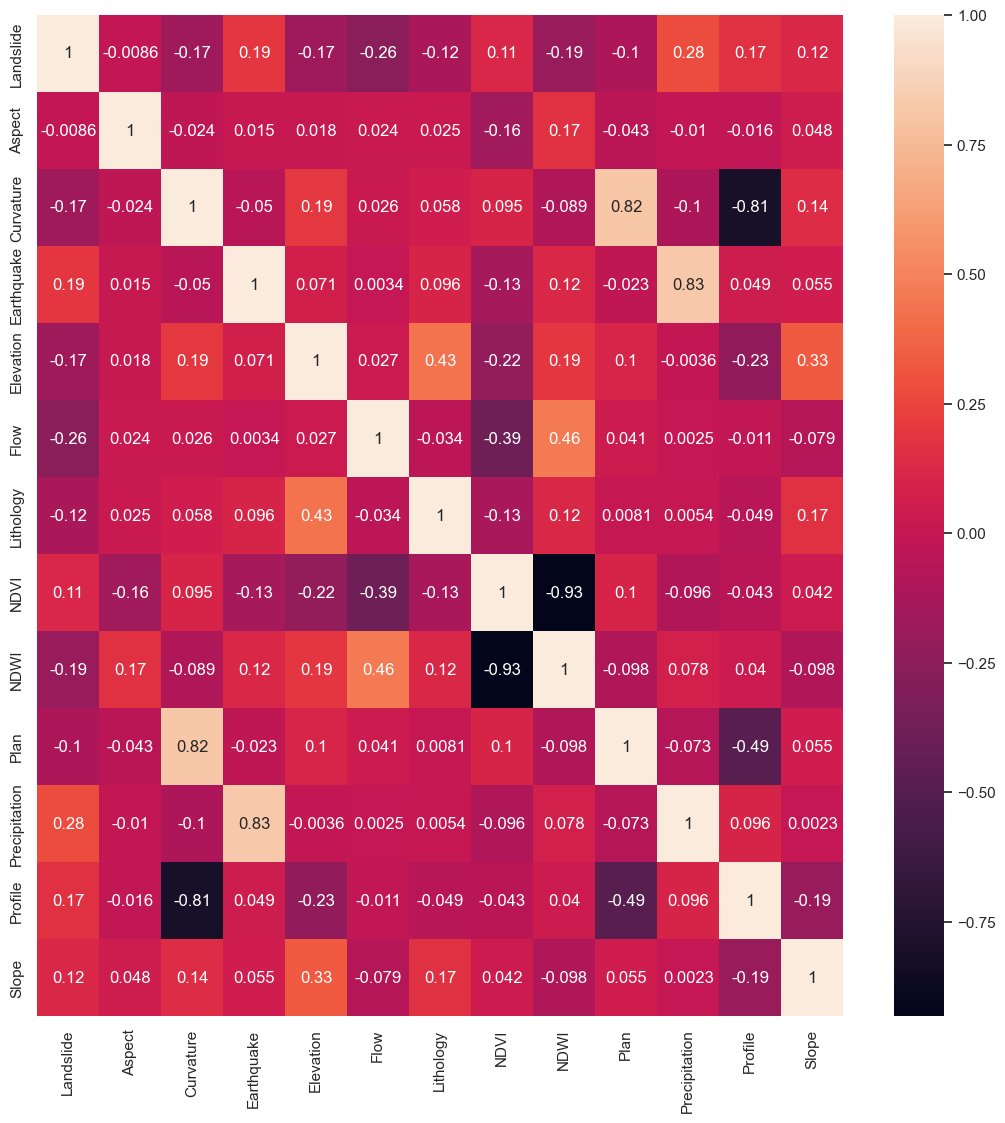 Landslide 1 -0.0086 -0.17 0.19 -0.17 -0.26 -0.12 0.11 -0.19 -0.1 0.28 0.17 0.12
Aspect -0.0086 1 -0.024 0.015 0.018 0.024 0.025 -0.16 0.17 -0.043 -0.01 -0.016 0.048
Curvature -0.17 -0.024 1 -0.05 0.19 0.026 0.058 0.095 -0.089 0.82 -0.1 -0.81 0.14
Earthquake 0.19 0.015 -0.05 1 0.071 0.0034 0.096 -0.13 0.12 -0.023 0.83 0.049 0.055
Elevation -0.17 0.018 0.19 0.071 1 0.027 0.43 -0.22 0.19 0.1 -0.0036 -0.23 0.33
Flow -0.26 0.024 0.026 0.0034 0.027 1 -0.034 -0.39 0.46 0.041 0.0025 -0.011 -0.079
Lithology -0.12 0.025 0.058 0.096 0.43 -0.034 1 -0.13 0.12 0.0081 0.0054 -0.049 0.17
NDVI 0.11 -0.16 0.095 -0.13 -0.22 -0.39 -0.13 1 -0.93 0.1 -0.096 -0.043 0.042
NDWI -0.19 0.17 -0.089 0.12 0.19 0.46 0.12 -0.93 1 -0.098 0.078 0.04 -0.098
Plan -0.1 -0.043 0.82 -0.023 0.1 0.041 0.0081 0.1 -0.098 1 -0.073 -0.49 0.055
Precipitation 0.28 -0.01 -0.1 0.83 -0.0036 0.0025 0.0054 -0.096 0.078 -0.073 1 0.096 0.0023
Profile 0.17 -0.016 -0.81 0.049 -0.23 -0.011 -0.049 -0.043 0.04 -0.49 0.096 1 -0.19
Slope 0.12 0.048 0.14 0.055 0.33 -0.079 0.17 0.042 -0.098 0.055 0.0023 -0.19 1
Landslide Aspect Curvature Earthquake Elevation Flow Lithology NDVI NDWI Plan Precipitation Profile Slope
1.00
0.75
0.50
0.25
0.00
−0.25
−0.50
−0.75